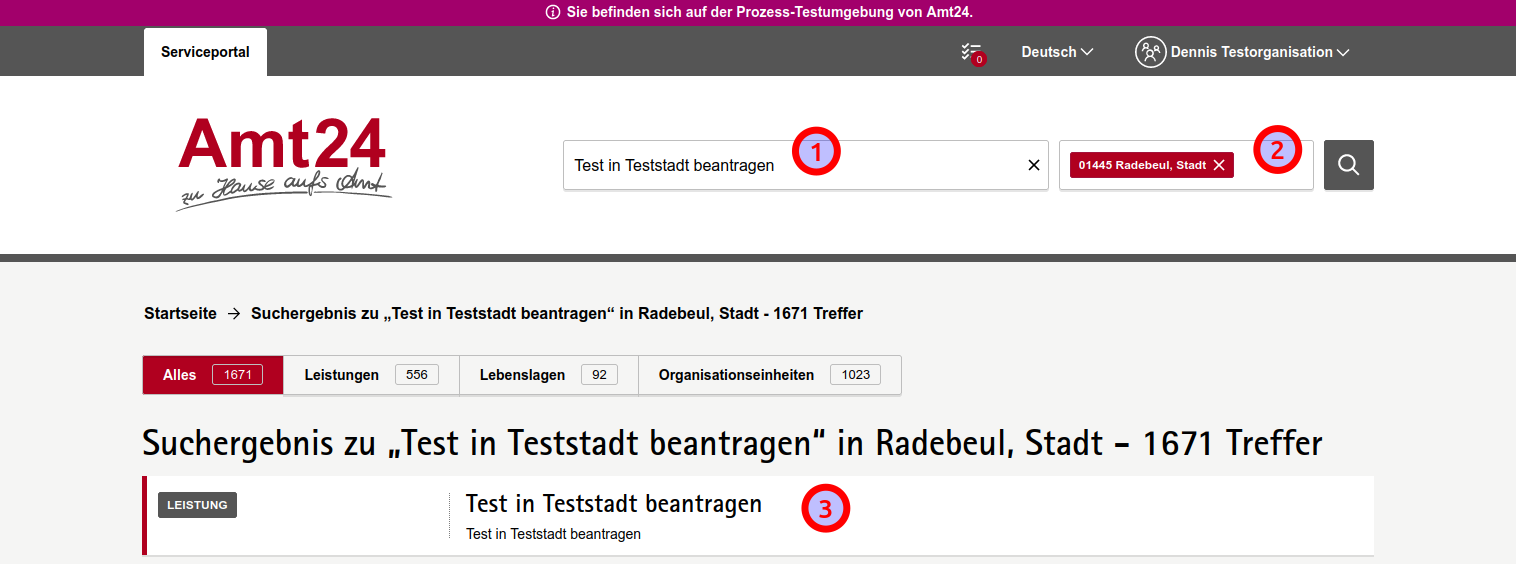 Sie befinden sich auf der Prozess-Testumgebung von Amt24.
Serviceportal
0
Deutsch
Dennis Testorganisation
Amt24
zu Hause aufs Amt
Test in Teststadt beantragen
1
01445 Radebeul, Stadt
2
Startseite → Suchergebnis zu „Test in Teststadt beantragen“ in Radebeul, Stadt - 1671 Treffer
Alles 1671 Leistungen 556 Lebenslagen 92 Organisationseinheiten 1023
Suchergebnis zu „Test in Teststadt beantragen“ in Radebeul, Stadt - 1671 Treffer
LEISTUNG
Test in Teststadt beantragen
3
Test in Teststadt beantragen